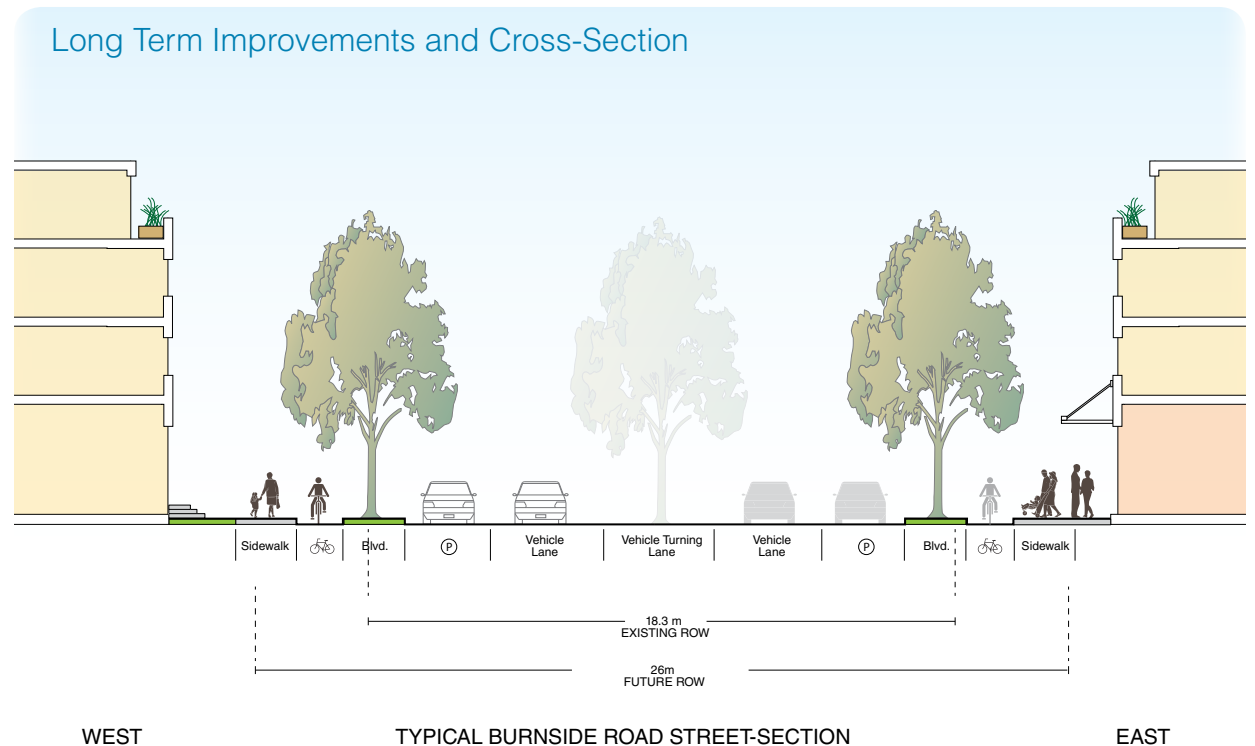 Long Term Improvements and Cross-Section
Sidewalk
Blvd.
P
Vehicle
Lane
Vehicle Turning
Lane
Vehicle
Lane
P
Blvd.
Sidewalk
18.3 m
EXISTING ROW
26m
FUTURE ROW
WEST
TYPICAL BURNSIDE ROAD STREET-SECTION
EAST